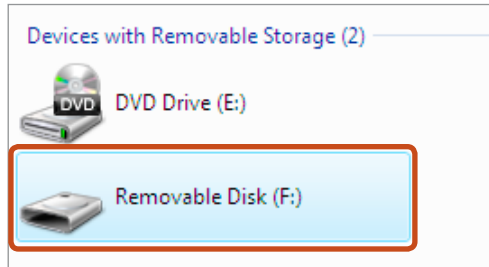 Devices with Removable Storage (2)
DVD
DVD Drive (E:)
Removable Disk (F:)